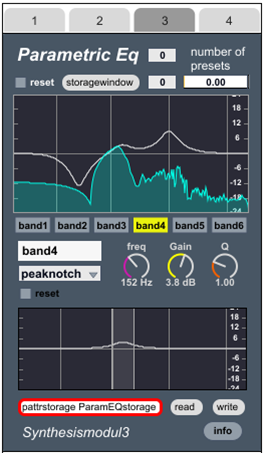 1 2 3 4
Parametric Eq 0 number of presets
reset storagewindow 0 0.00
18
12
6
-6
-12
-18
-24
band1 band2 band3 band4 band5 band6
band4 freq Gain Q
peaknotch
152 Hz 3.8 dB 1.00
reset
18
12
6
-6
-12
-18
-24
pattrstorage ParamEQstorage read write
Synthesismodul3 info